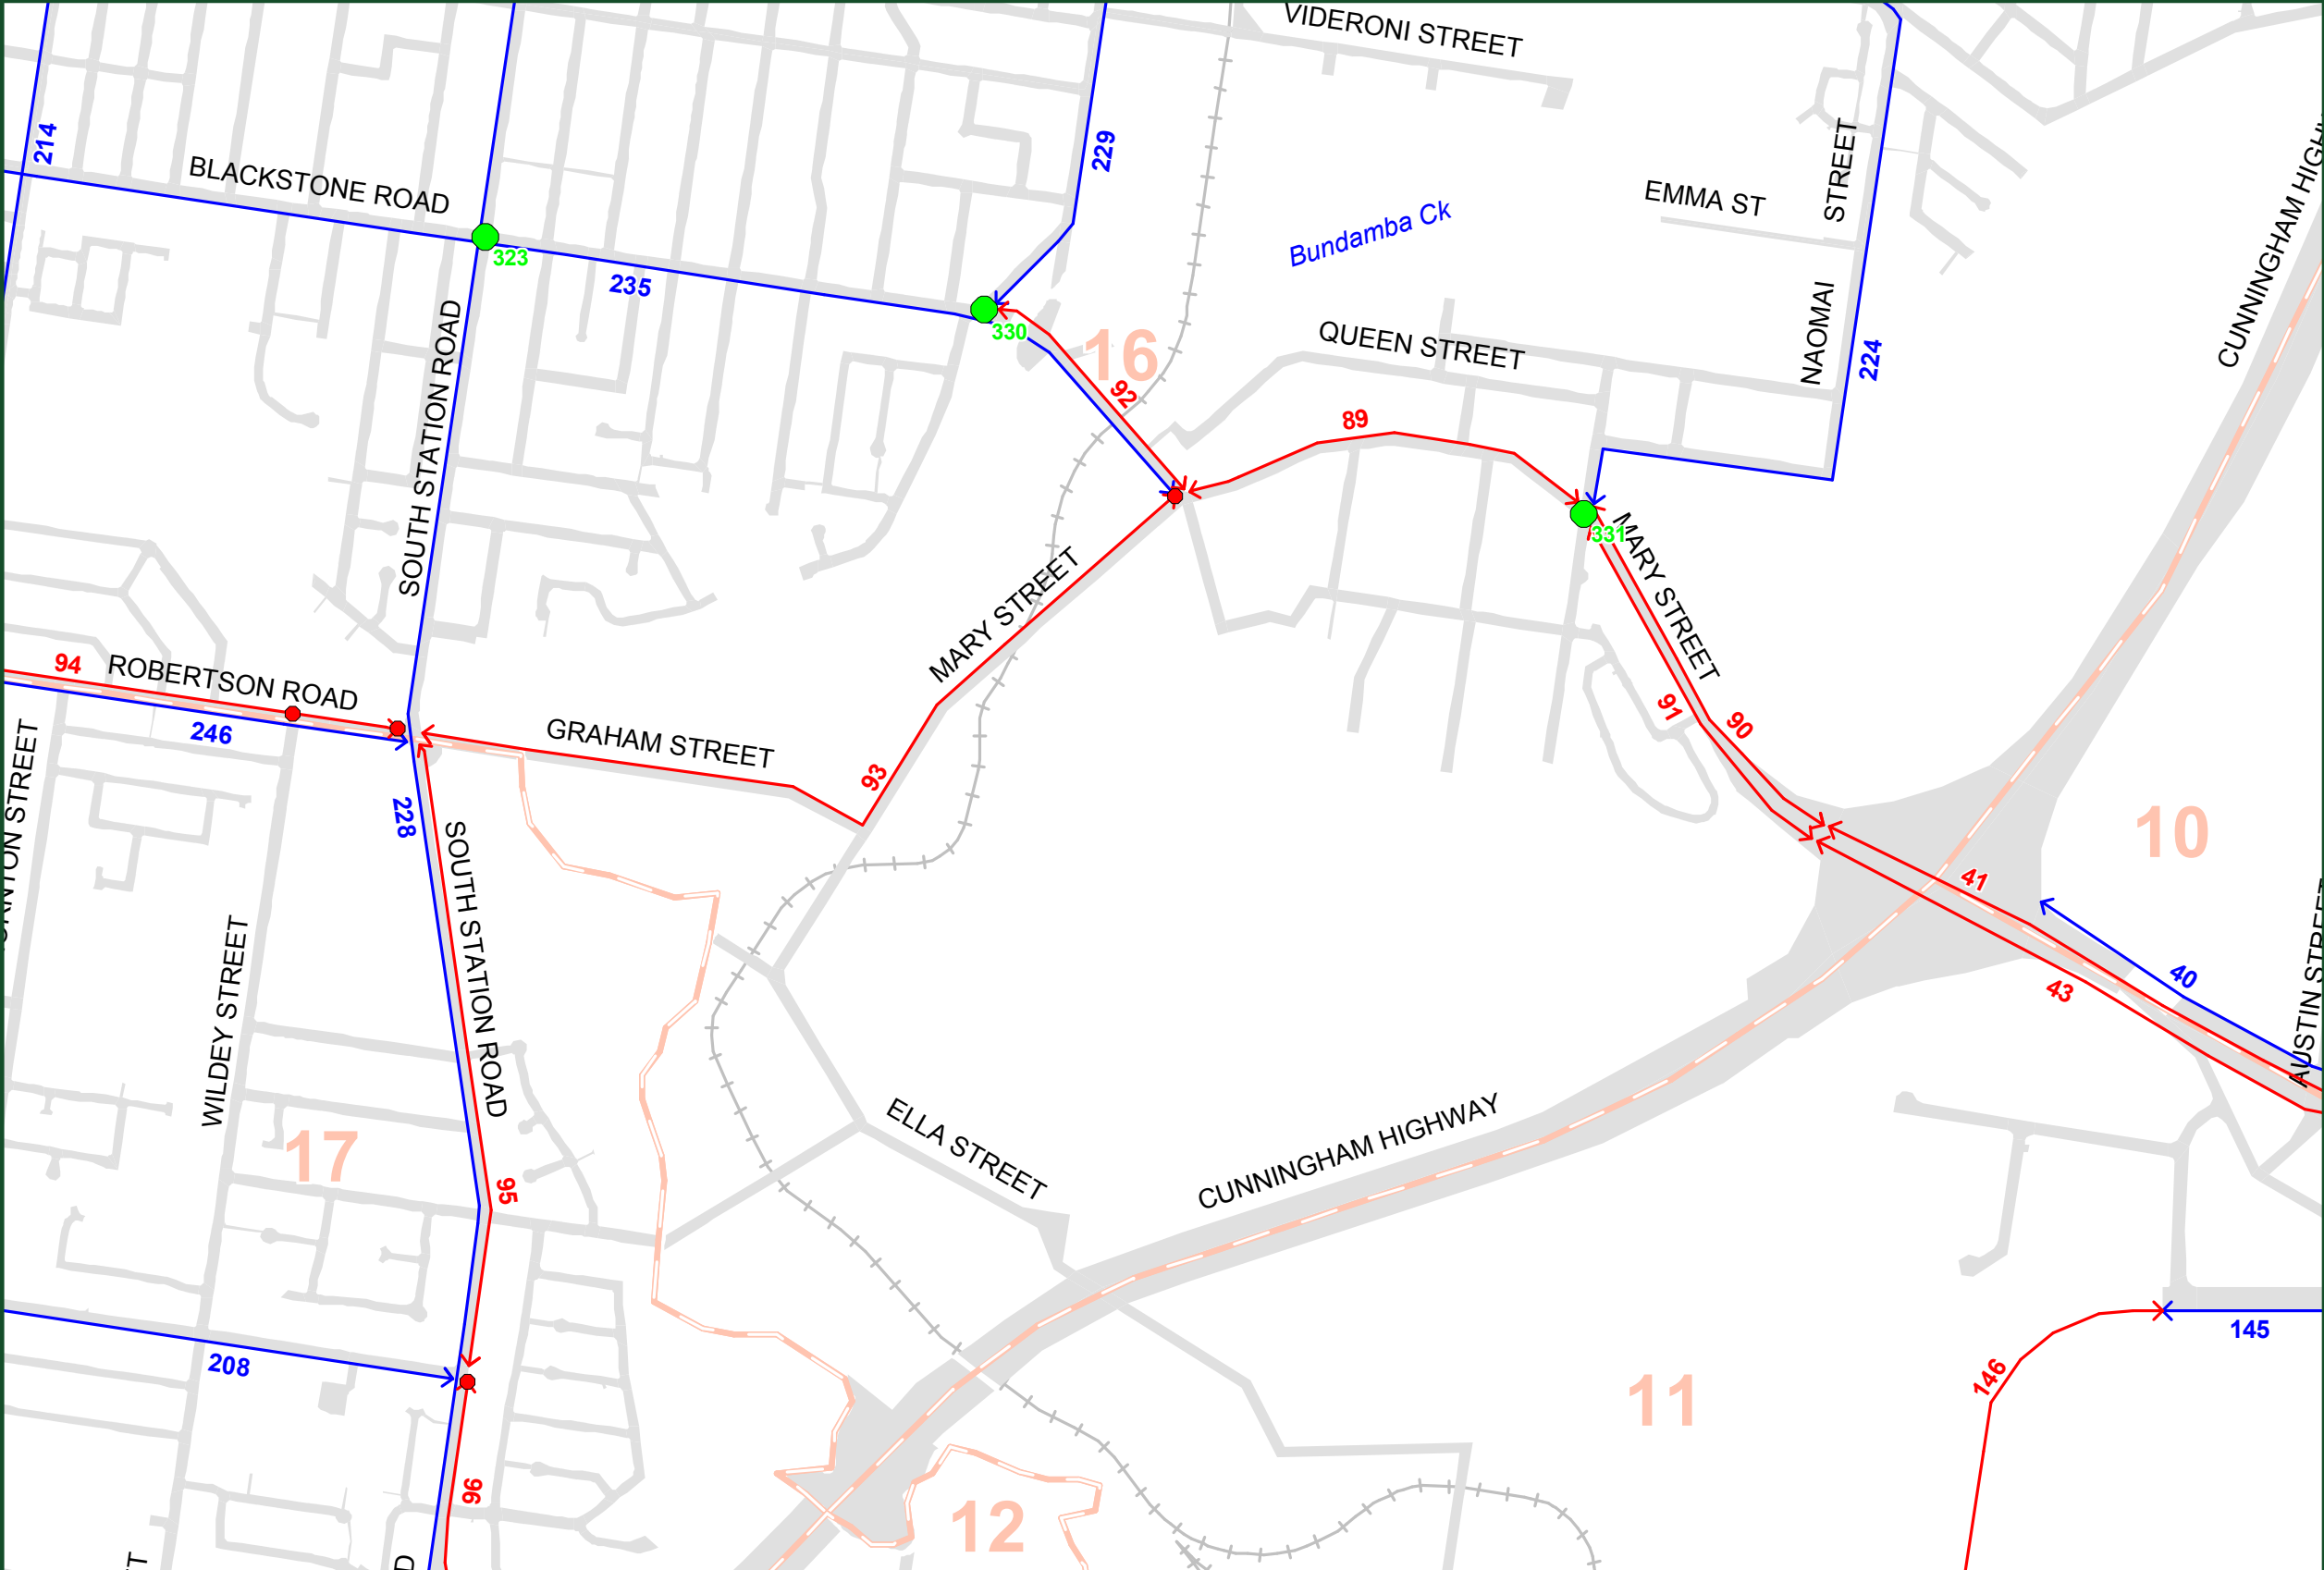 VIDERONI STREET
214
229
BLACKSTONE ROAD
STREET
CUNNINGHAM HIGH
EMMA ST
Bundamba Ck
323
235
NAOMAI
330
16
QUEEN STREET
224
92
SOUTH STATION ROAD
89
331
MARY STREET
MARY STREET
94
ROBERTSON ROAD
91
90
246
GRAHAM STREET
93
228
10
SOUTH STATION ROAD
41
40
43
AUSTIN STREET
WILDEY STREET
ELLA STREET
CUNNINGHAM HIGHWAY
17
95
145
208
146
11
96
12